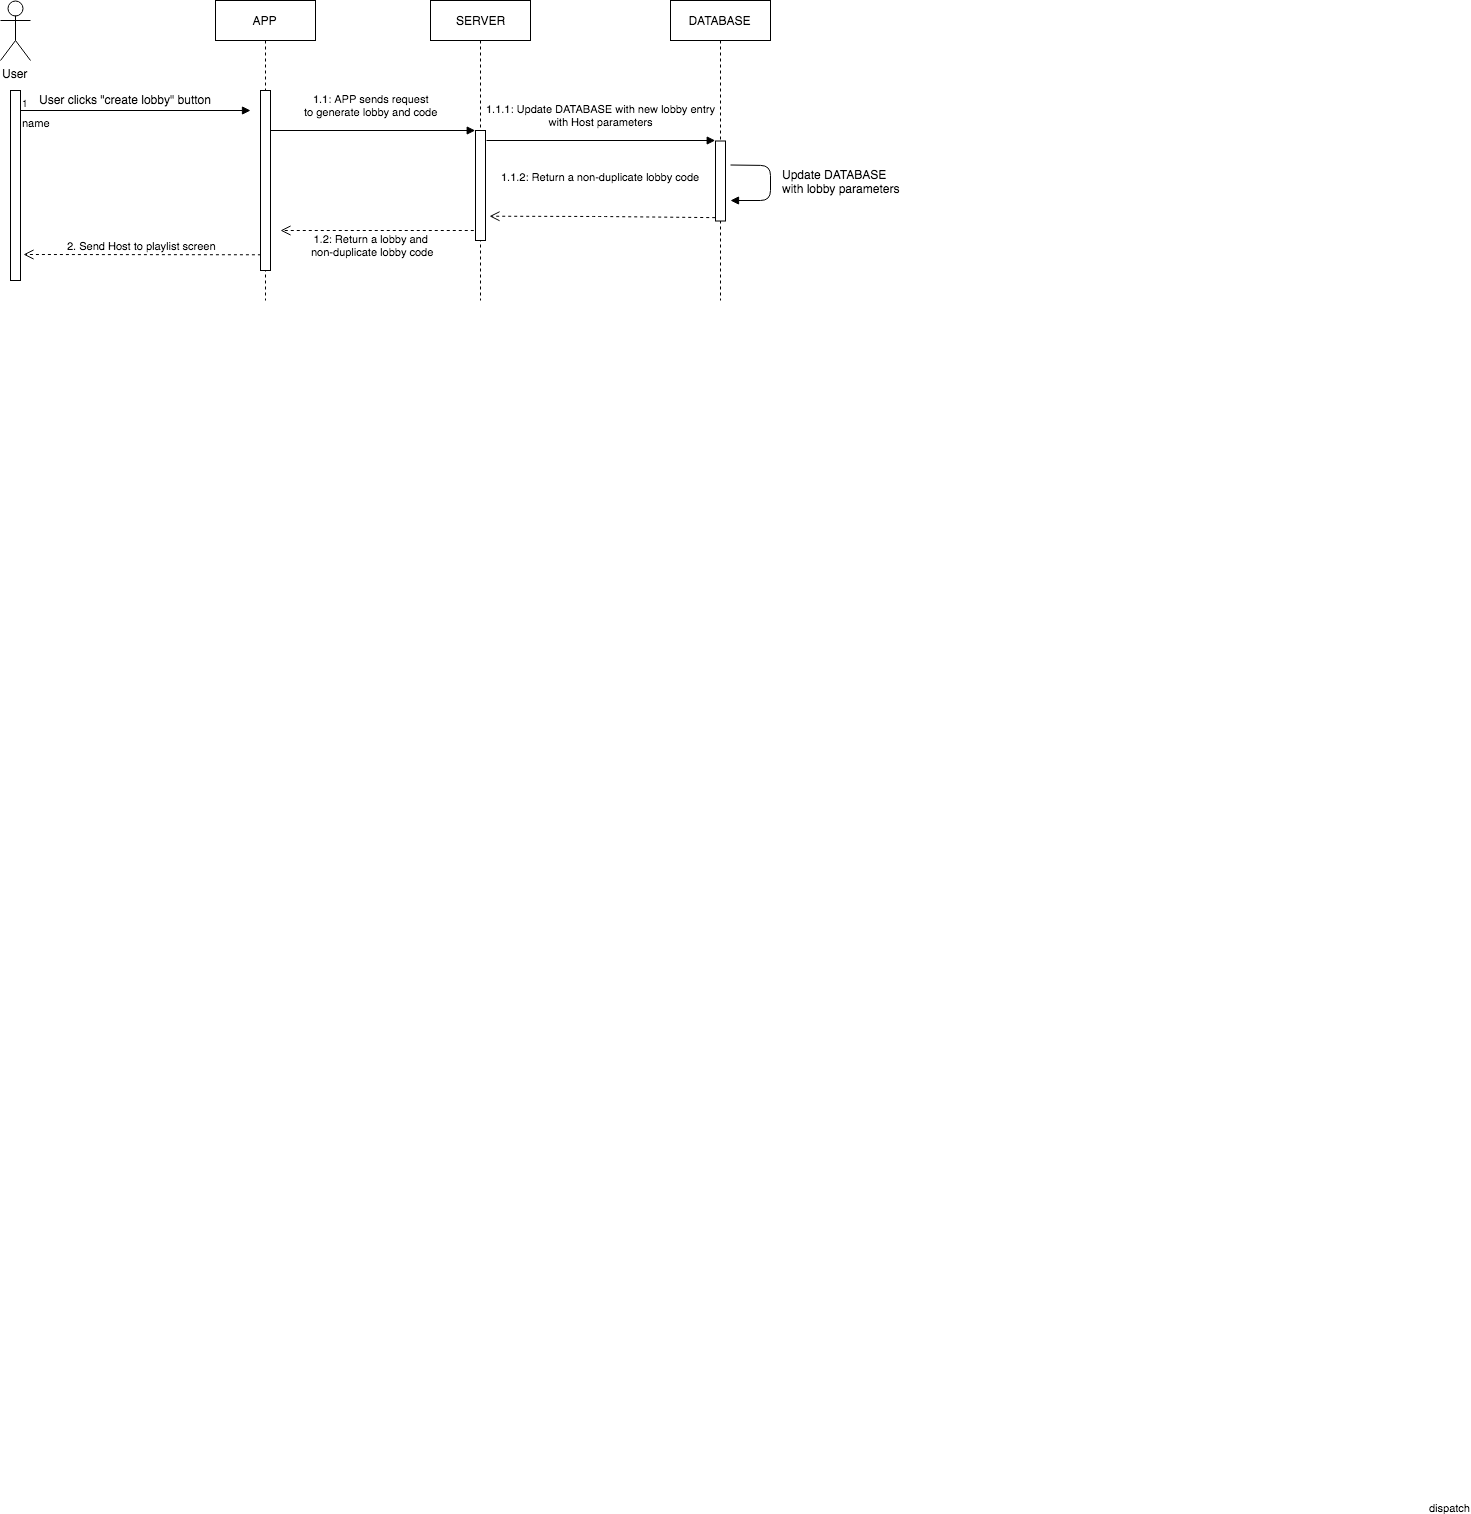 APP
SERVER
DATABASE
User
1
User clicks "create lobby" button
name
1.1: APP sends request
to generate lobby and code
1.1.1: Update DATABASE with new lobby entry
with Host parameters
1.1.2: Return a non-duplicate lobby code
Update DATABASE
with lobby parameters
1.2: Return a lobby and
non-duplicate lobby code
2. Send Host to playlist screen
dispatch